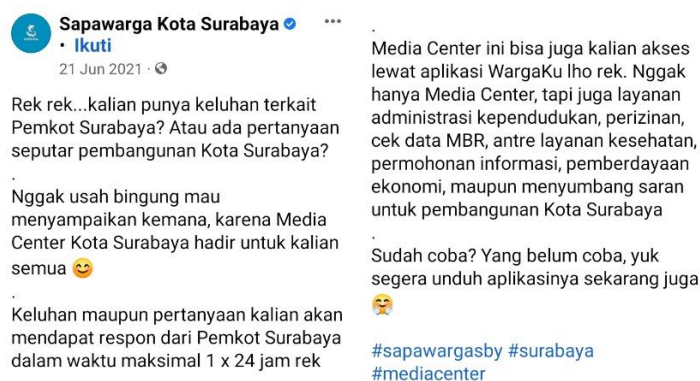 Sapawarga Kota Surabaya
• Ikuti
21 Jun 2021 ·
Rek rek...kalian punya keluhan terkait
Pemkot Surabaya? Atau ada pertanyaan
seputar pembangunan Kota Surabaya?
.
Nggak usah bingung mau
menyampaikan kemana, karena Media
Center Kota Surabaya hadir untuk kalian
semua 😊
.
Keluhan maupun pertanyaan kalian akan
mendapat respon dari Pemkot Surabaya
dalam waktu maksimal 1 x 24 jam rek
.
Media Center ini bisa juga kalian akses
lewat aplikasi WargaKu lho rek. Nggak
hanya Media Center, tapi juga layanan
administrasi kependudukan, perizinan,
cek data MBR, antre layanan kesehatan,
permohonan informasi, pemberdayaan
ekonomi, maupun menyumbang saran
untuk pembangunan Kota Surabaya
.
Sudah coba? Yang belum coba, yuk
segera unduh aplikasinya sekarang juga
🤗
#sapawargasby #surabaya
#mediacenter